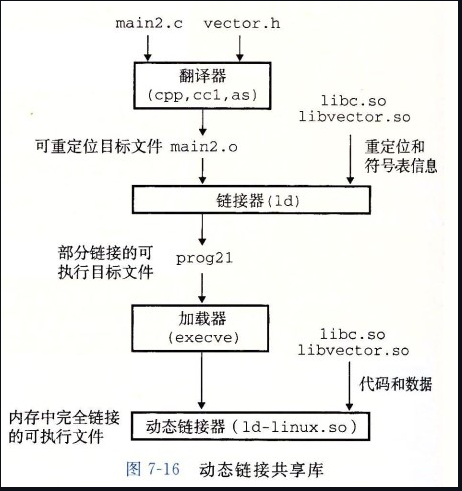 main2.c vector.h
翻译器
(cpp,cc1,as)
libc.so
libvector.so
可重定位目标文件 main2.o
重定位和
符号表信息
链接器(ld)
部分链接的可
执行目标文件
prog21
加载器
(execve)
libc.so
libvector.so
代码和数据
内存中完全链接
的可执行文件
动态链接器(ld-linux.so)
图 7-16 动态链接共享库